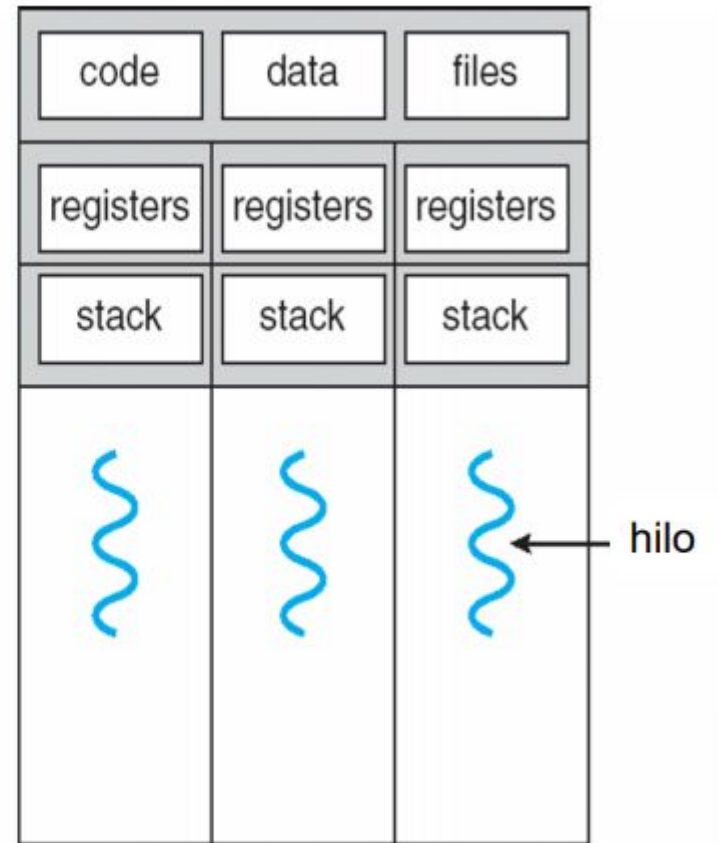 code data files
registers registers registers
stack stack stack
hilo